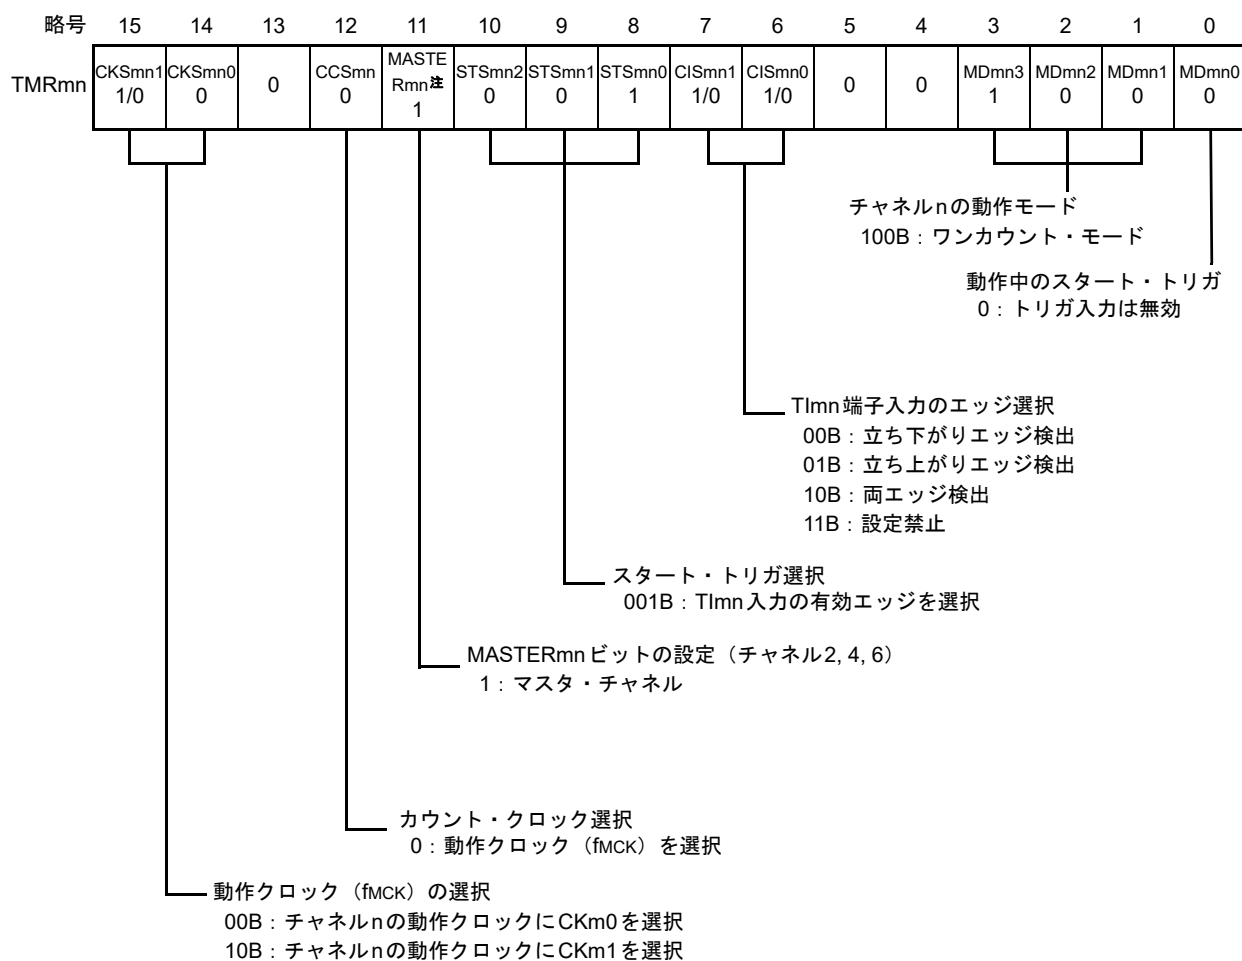 略号 15 14 13 12 11 10 9 8 7 6 5 4 3 2 1 0
TMRmn CKSmn1 CKSmn0 0 CCSmn MASTE STSmn2 STSmn1 STSmn0 CISmn1 CISmn0 0 0 MDmn3 MDmn2 MDmn1 MDmn0
1/0 0 0 Rmn注 0 0 1 1/0 1/0 1 0 0 0
1
チャネルnの動作モード
100B：ワンカウント・モード
動作中のスタート・トリガ
0：トリガ入力は無効
TImn端子入力のエッジ選択
00B：立ち下がりエッジ検出
01B：立ち上がりエッジ検出
10B：両エッジ検出
11B：設定禁止
スタート・トリガ選択
001B：TImn入力の有効エッジを選択
MASTERmnビットの設定（チャネル2, 4, 6）
1：マスタ・チャネル
カウント・クロック選択
0：動作クロック（fMCK）を選択
動作クロック（fMCK）の選択
00B：チャネルnの動作クロックにCKm0を選択
10B：チャネルnの動作クロックにCKm1を選択